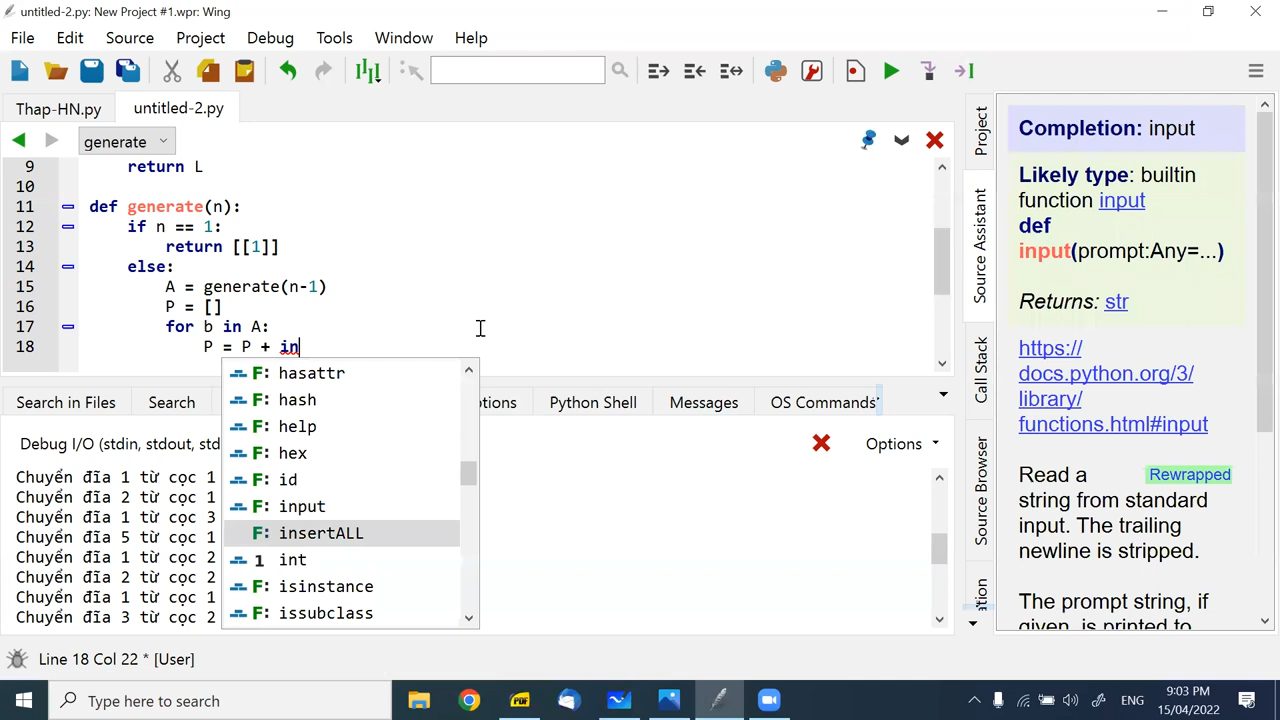 untitled-2.py: New Project #1.wpr: Wing
File Edit Source Project Debug Tools Window Help
Thap-HN.py untitled-2.py
generate
9 return L
10
11 def generate(n):
12 if n == 1:
13 return [[1]]
14 else:
15 A = generate(n-1)
16 P = []
17 for b in A:
18 P = P + in
F: hasattr
F: hash
F: help
F: hex
F: id
F: input
F: insertALL
1 int
F: isinstance
F: issubclass
Search in Files Search ptions Python Shell Messages OS Commands
Debug I/O (stdin, stdout, std
Options
Chuyển đĩa 1 từ cọc 1
Chuyển đĩa 2 từ cọc 1
Chuyển đĩa 1 từ cọc 3
Chuyển đĩa 5 từ cọc 1
Chuyển đĩa 1 từ cọc 2
Chuyển đĩa 2 từ cọc 2
Chuyển đĩa 1 từ cọc 1
Chuyển đĩa 3 từ cọc 2
Project
Source Assistant
Call Stack
Source Browser
Completion: input
Likely type: builtin
function input
def
input(prompt:Any=...)
Returns: str
https://
docs.python.org/3/
library/
functions.html#input
Read a Rewrapped
string from standard
input. The trailing
newline is stripped.
The prompt string, if
given, is printed to
Line 18 Col 22 * [User]
Type here to search
PDF
ENG
9:03 PM
15/04/2022